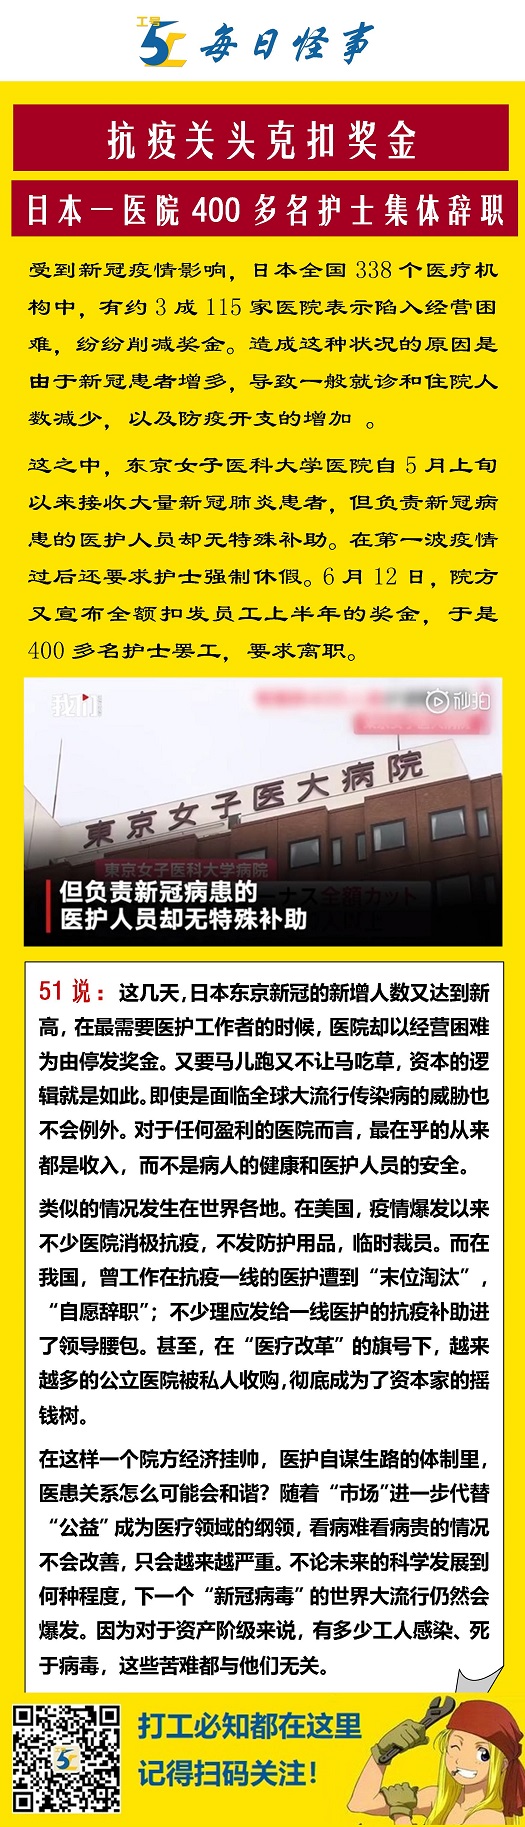 工号
51
每日怪事
抗疫关头克扣奖金
日本一医院 400 多名护士集体辞职
受到新冠疫情影响，日本全国 338 个医疗机
构中，有约 3 成 115 家医院表示陷入经营困
难，纷纷削减奖金。造成这种状况的原因是
由于新冠患者增多，导致一般就诊和住院人
数减少，以及防疫开支的增加 。
这之中，东京女子医科大学医院自 5 月上旬
以来接收大量新冠肺炎患者，但负责新冠病
患的医护人员却无特殊补助。在第一波疫情
过后还要求护士强制休假。6 月 12 日，院方
又宣布全额扣发员工上半年的奖金，于是
400 多名护士罢工，要求离职。
我们
秒拍
東京女子医大病院
東京女子医科大学病院
ーナス全額カット
但负责新冠病患的
医护人员却无特殊补助
51 说：这几天，日本东京新冠的新增人数又达到新
高，在最需要医护工作者的时候，医院却以经营困难
为由停发奖金。又要马儿跑又不让马吃草，资本的逻
辑就是如此。即使是面临全球大流行传染病的威胁也
不会例外。对于任何盈利的医院而言，最在乎的从来
都是收入，而不是病人的健康和医护人员的安全。
类似的情况发生在世界各地。在美国，疫情爆发以来
不少医院消极抗疫，不发防护用品，临时裁员。而在
我国，曾工作在抗疫一线的医护遭到“末位淘汰”，
“自愿辞职”；不少理应发给一线医护的抗疫补助进
了领导腰包。甚至，在“医疗改革”的旗号下，越来
越多的公立医院被私人收购，彻底成为了资本家的摇
钱树。
在这样一个院方经济挂帅，医护自谋生路的体制里，
医患关系怎么可能会和谐？随着“市场”进一步代替
“公益”成为医疗领域的纲领，看病难看病贵的情况
不会改善，只会越来越严重。不论未来的科学发展到
何种程度，下一个“新冠病毒”的世界大流行仍然会
爆发。因为对于资产阶级来说，有多少工人感染、死
于病毒，这些苦难都与他们无关。
打工必知都在这里
记得扫码关注！